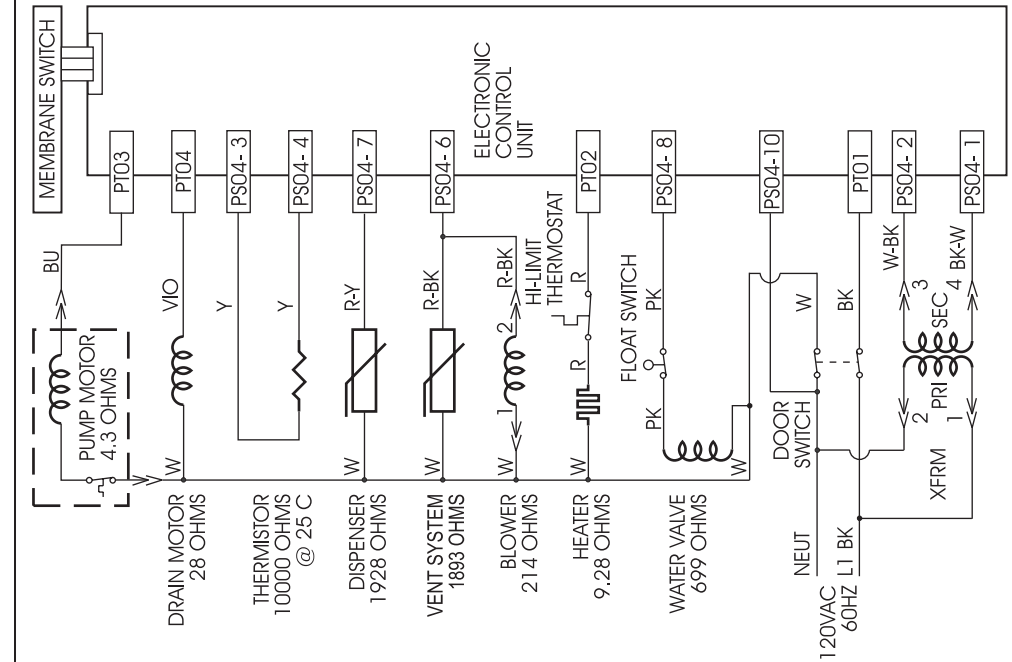 MEMBRANE SWITCH
PT03
PT04
PS04- 3
PS04- 4
PS04- 7
PS04- 6
PT02
PS04- 8
PS04-10
PT01
PS04- 2
PS04- 1
ELECTRONIC
CONTROL
UNIT
BU
VIO
Y
Y
R-Y
R-BK
R-BK
R
HI-LIMIT
THERMOSTAT
R
PK
FLOAT SWITCH
PK
W
BK
W-BK
BK-W
3
4
SEC
PRI
2
1
XFRM
DOOR
SWITCH
2
1
PUMP MOTOR
4.3 OHMS
W
W
W
W
W
W
DRAIN MOTOR
28 OHMS
THERMISTOR
10000 OHMS
@ 25 C
DISPENSER
1928 OHMS
VENT SYSTEM
1893 OHMS
BLOWER
214 OHMS
HEATER
9.28 OHMS
WATER VALVE
699 OHMS
NEUT
L1 BK
120VAC
60HZ